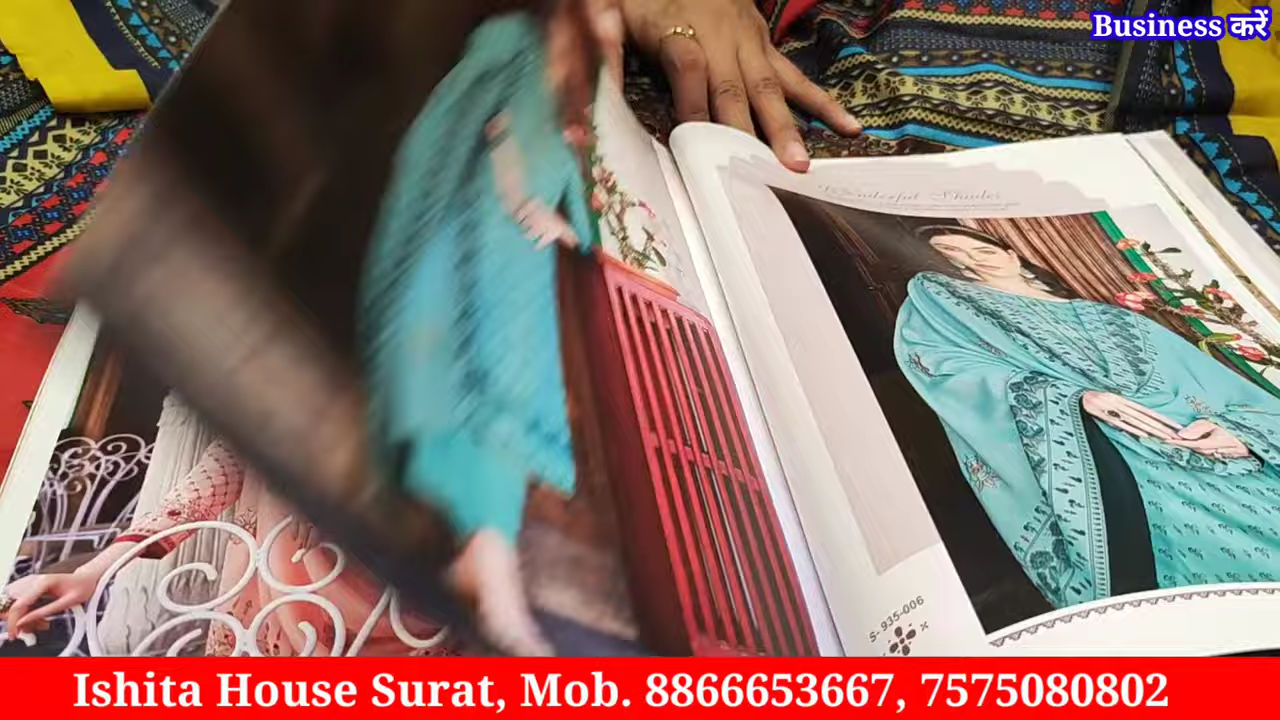 Business करें
Wonderful Shades
S- 935-006
Ishita House Surat, Mob. 8866653667, 7575080802